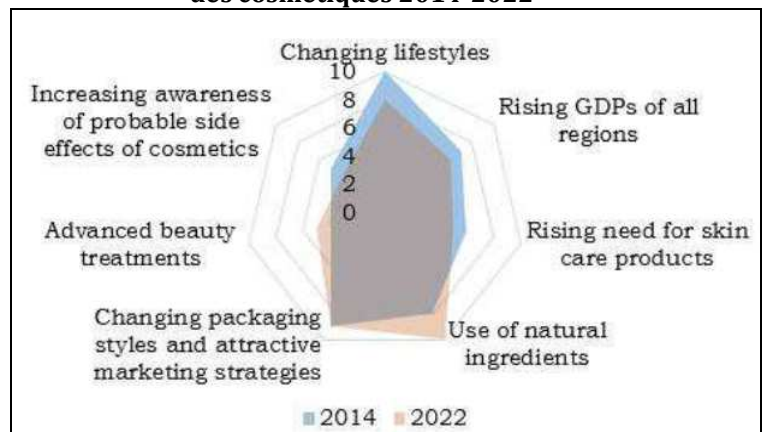 des cosmétiques 2014-2022
Changing lifestyles
10
8
6
4
2
0
Rising GDPs of all
regions
Rising need for skin
care products
Use of natural
ingredients
Changing packaging
styles and attractive
marketing strategies
Advanced beauty
treatments
Increasing awareness
of probable side
effects of cosmetics
2014 2022